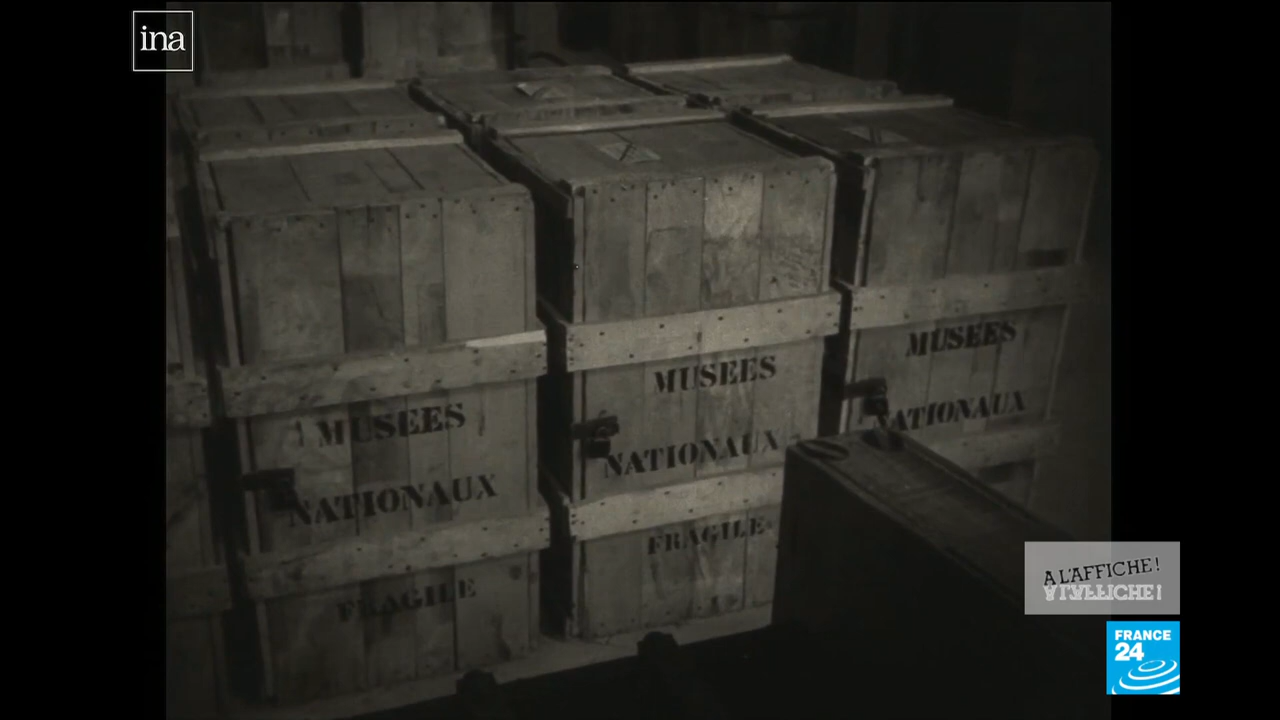 ina
MUSEES
NATIONAUX
FRAGILE
MUSEES
NATIONAUX
FRAGILE
MUSEES
NATIONAUX
A L'AFFICHE!
FRANCE
24